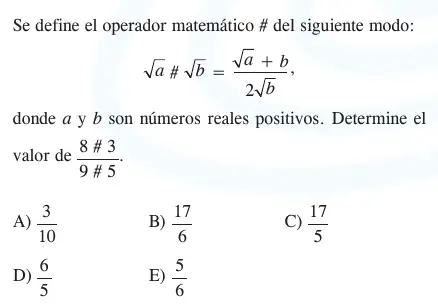 Se define el operador matemático # del siguiente modo:
√a # √b = (√a + b)/(2√b),
donde a y b son números reales positivos. Determine el
valor de (8 # 3)/(9 # 5).
A) 3/10 B) 17/6 C) 17/5
D) 6/5 E) 5/6